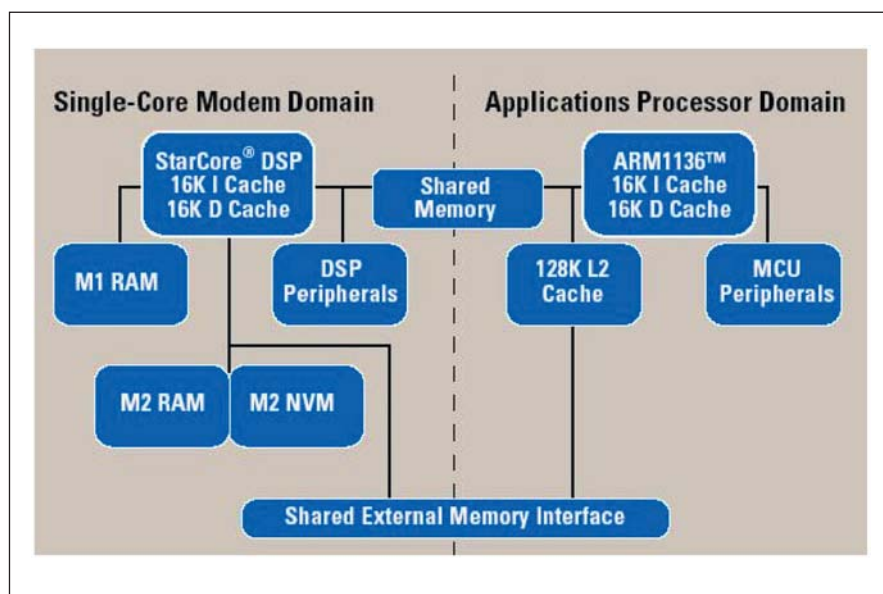 Single-Core Modem Domain
Applications Processor Domain
StarCore® DSP
16K I Cache
16K D Cache
Shared
Memory
ARM1136™
16K I Cache
16K D Cache
M1 RAM
DSP
Peripherals
128K L2
Cache
MCU
Peripherals
M2 RAM
M2 NVM
Shared External Memory Interface